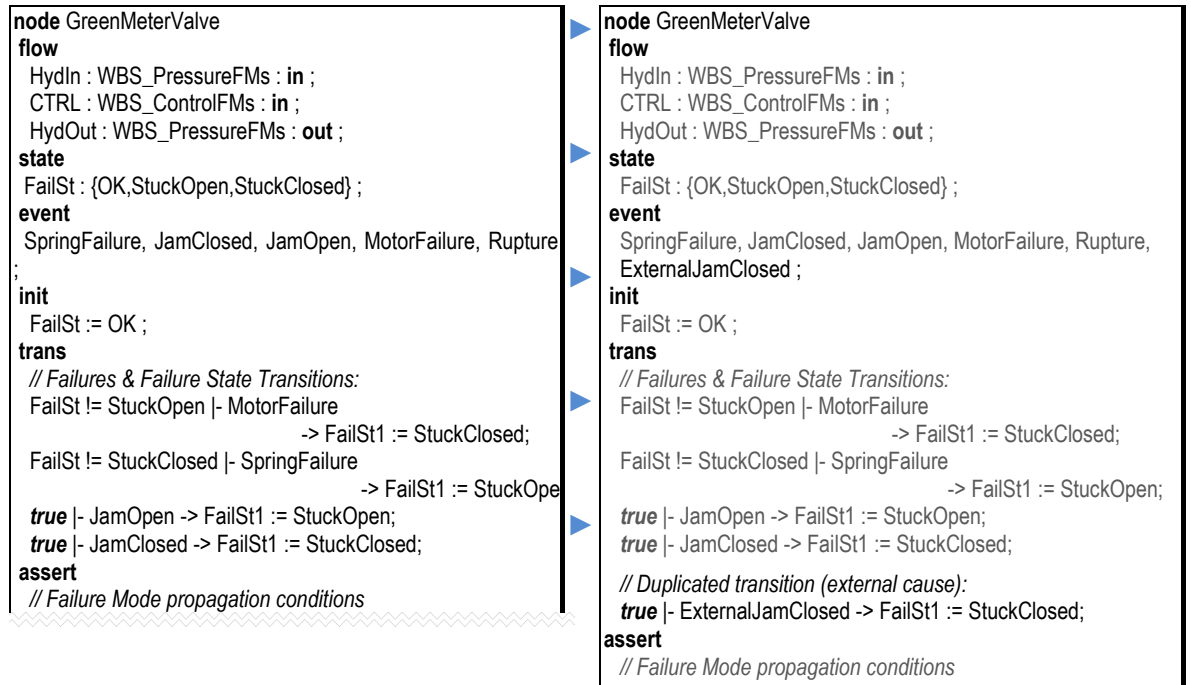 node GreenMeterValve
flow
HydIn : WBS_PressureFMs : in ;
CTRL : WBS_ControlFMs : in ;
HydOut : WBS_PressureFMs : out ;
state
FailSt : {OK,StuckOpen,StuckClosed} ;
event
SpringFailure, JamClosed, JamOpen, MotorFailure, Rupture
;
init
FailSt := OK ;
trans
// Failures & Failure State Transitions:
FailSt != StuckOpen |- MotorFailure
-> FailSt1 := StuckClosed;
FailSt != StuckClosed |- SpringFailure
-> FailSt1 := StuckOpe
true |- JamOpen -> FailSt1 := StuckOpen;
true |- JamClosed -> FailSt1 := StuckClosed;
assert
// Failure Mode propagation conditions
node GreenMeterValve
flow
HydIn : WBS_PressureFMs : in ;
CTRL : WBS_ControlFMs : in ;
HydOut : WBS_PressureFMs : out ;
state
FailSt : {OK,StuckOpen,StuckClosed} ;
event
SpringFailure, JamClosed, JamOpen, MotorFailure, Rupture,
ExternalJamClosed ;
init
FailSt := OK ;
trans
// Failures & Failure State Transitions:
FailSt != StuckOpen |- MotorFailure
-> FailSt1 := StuckClosed;
FailSt != StuckClosed |- SpringFailure
-> FailSt1 := StuckOpen;
true |- JamOpen -> FailSt1 := StuckOpen;
true |- JamClosed -> FailSt1 := StuckClosed;
// Duplicated transition (external cause):
true |- ExternalJamClosed -> FailSt1 := StuckClosed;
assert
// Failure Mode propagation conditions